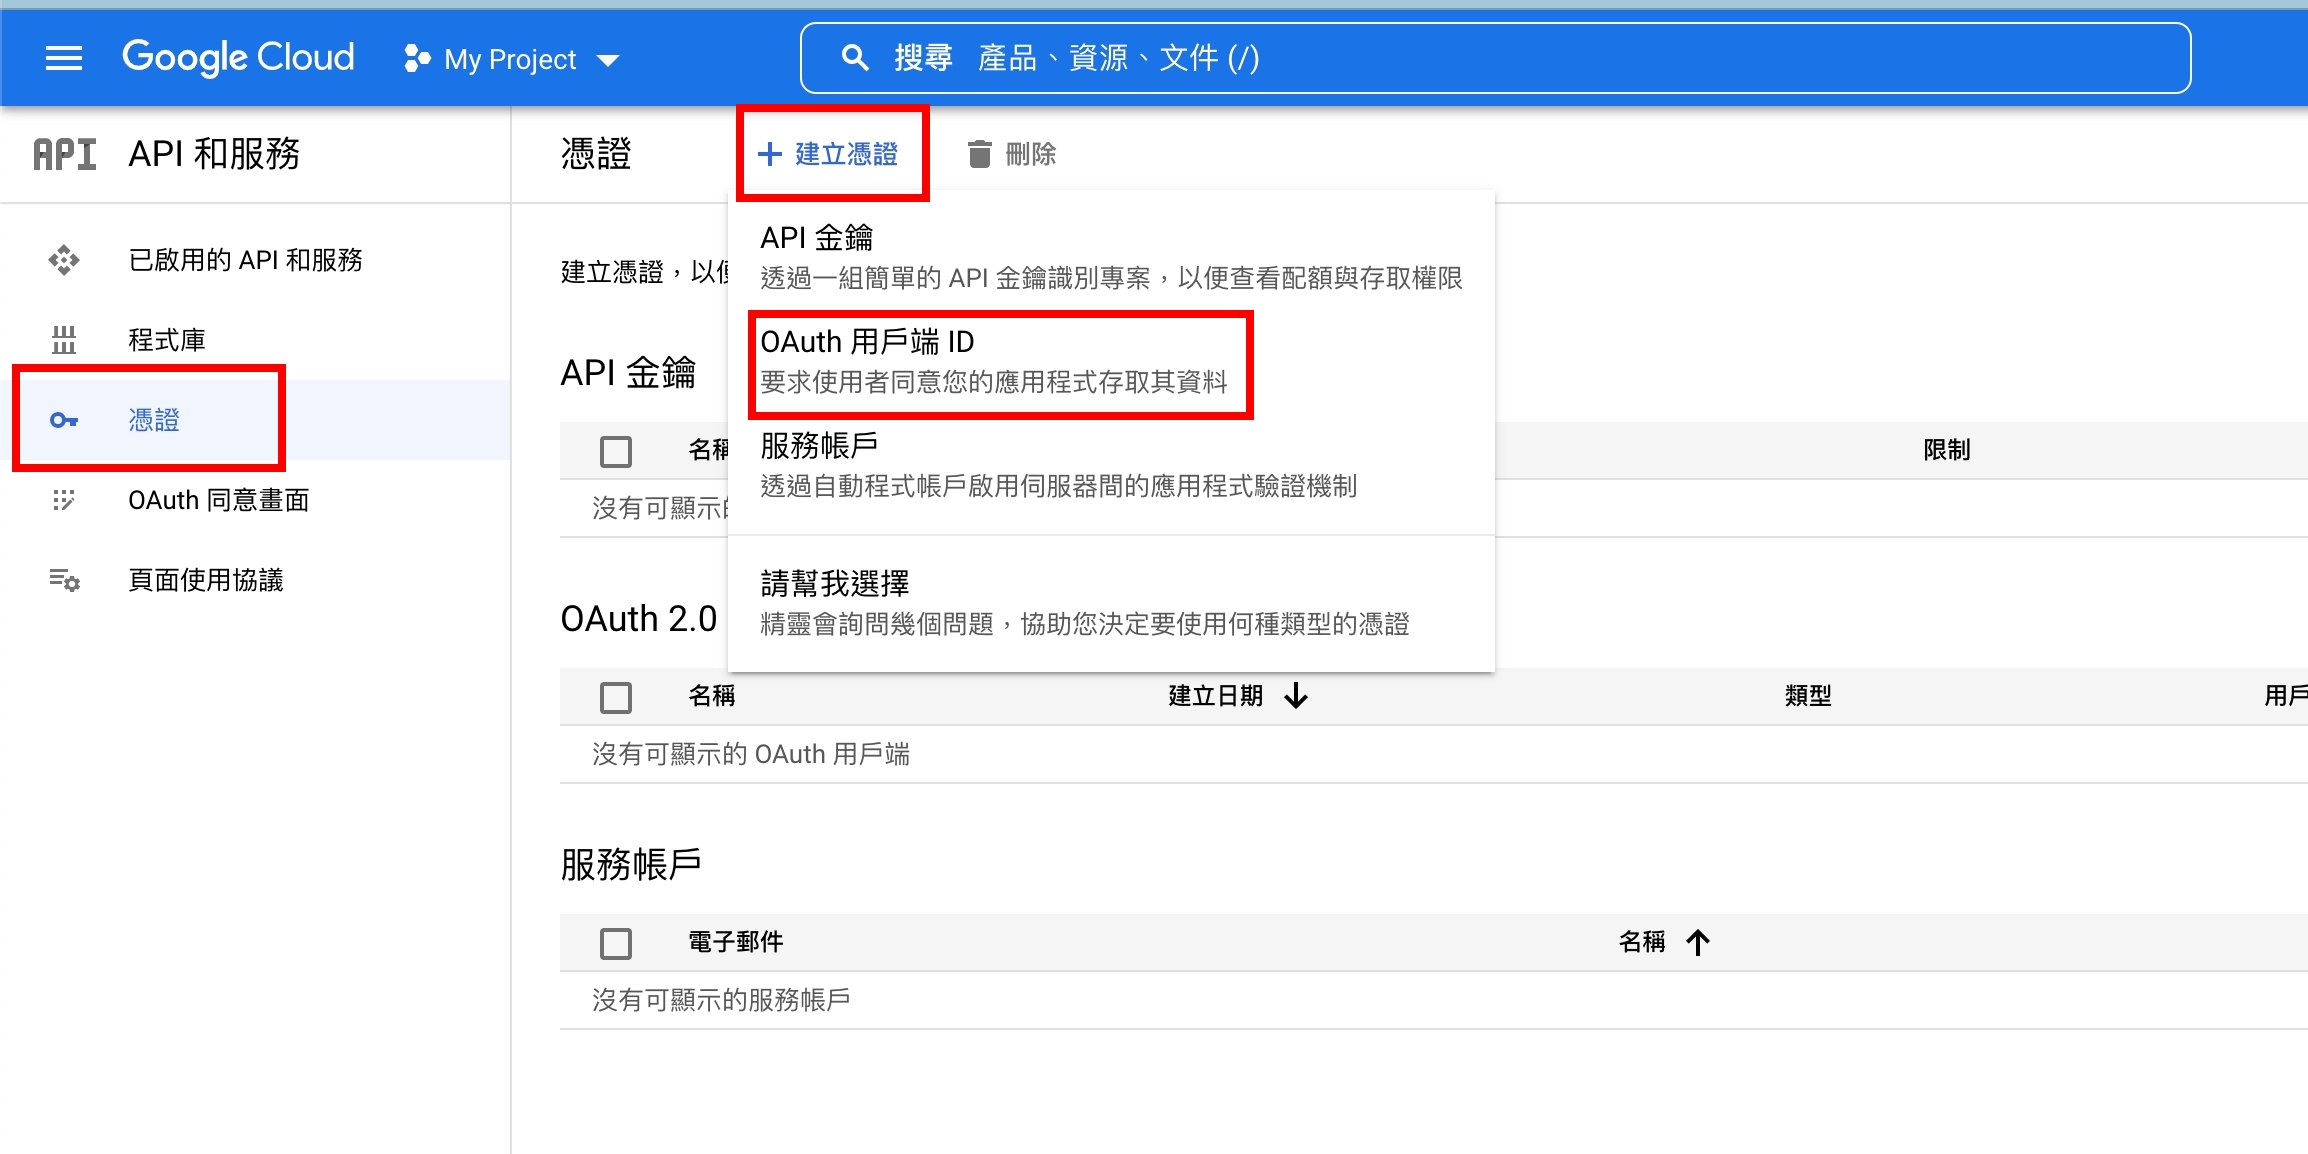 Google Cloud
My Project
搜尋 產品、資源、文件 (/)
API API 和服務
已啟用的 API 和服務
程式庫
憑證
OAuth 同意畫面
頁面使用協議
憑證
建立憑證
刪除
API 金鑰
透過一組簡單的 API 金鑰識別專案，以便查看配額與存取權限
OAuth 用戶端 ID
要求使用者同意您的應用程式存取其資料
服務帳戶
透過自動程式帳戶啟用伺服器間的應用程式驗證機制
請幫我選擇
精靈會詢問幾個問題，協助您決定要使用何種類型的憑證
建立憑證，以
API 金鑰
名稱 限制
沒有可顯示
OAuth 2.0
名稱 建立日期 類型 用戶
沒有可顯示的 OAuth 用戶端
服務帳戶
電子郵件 名稱
沒有可顯示的服務帳戶